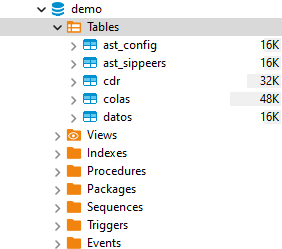 demo
Tables
ast_config 16K
ast_sippeers 16K
cdr 32K
colas 48K
datos 16K
Views
Indexes
Procedures
Packages
Sequences
Triggers
Events